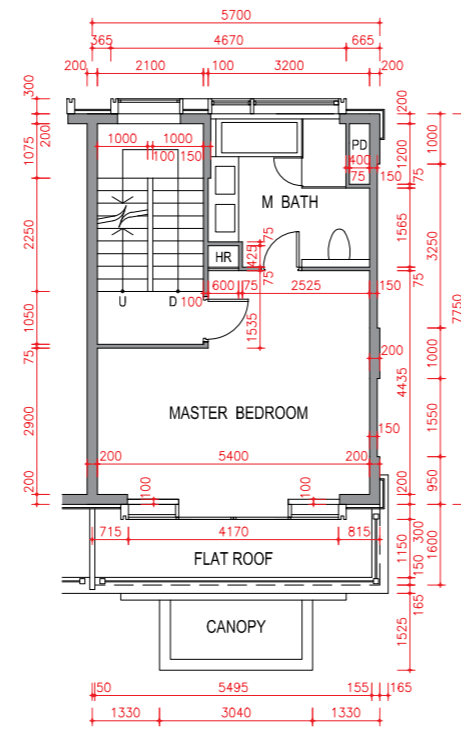 5700
365 4670 665
200 2100 100 3200 200
300
200
1075
2250
1050
75
2900
200
1000 1000
100 150
PD
400
75 150
M BATH
75
HR
425
75
600 75 2525 150
U D 100
1535
200
1200
75
1565
75
4435
200
1000
3250
1000
1550
950
7750
200
150
MASTER BEDROOM
200 5400 200
100 100
715 4170 815
FLAT ROOF
300
1150
150
1600
165
1525
CANOPY
50 5495 155 165
1330 3040 1330